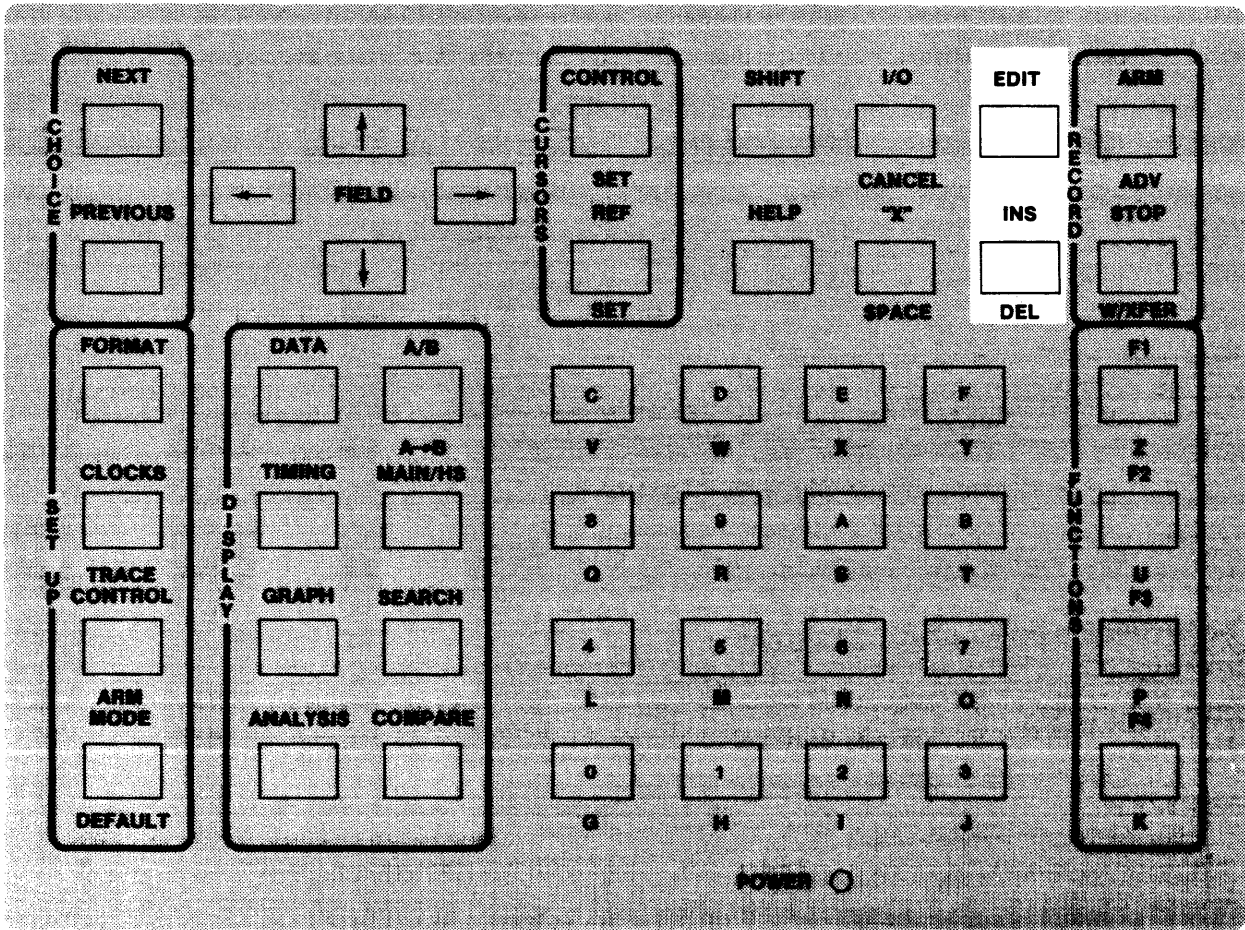 NEXT
CONTROL
SHIFT
I/O
EDIT
ARM
CHOICE
CURSORS
RECORD
SET
CANCEL
ADV
PREVIOUS
FIELD
REF
HELP
"X"
INS
STOP
SET
SPACE
DEL
W/XFER
FORMAT
DATA
A/B
F1
C
D
E
F
A→B
V
W
X
Y
Z
CLOCKS
TIMING
MAIN/HS
F2
SET UP
DISPLAY
FUNCTIONS
8
9
A
B
Q
R
S
T
U
TRACE
CONTROL
GRAPH
SEARCH
4
5
6
7
ARM
L
M
N
O
P
MODE
ANALYSIS
COMPARE
0
1
2
3
DEFAULT
G
H
I
J
K
POWER